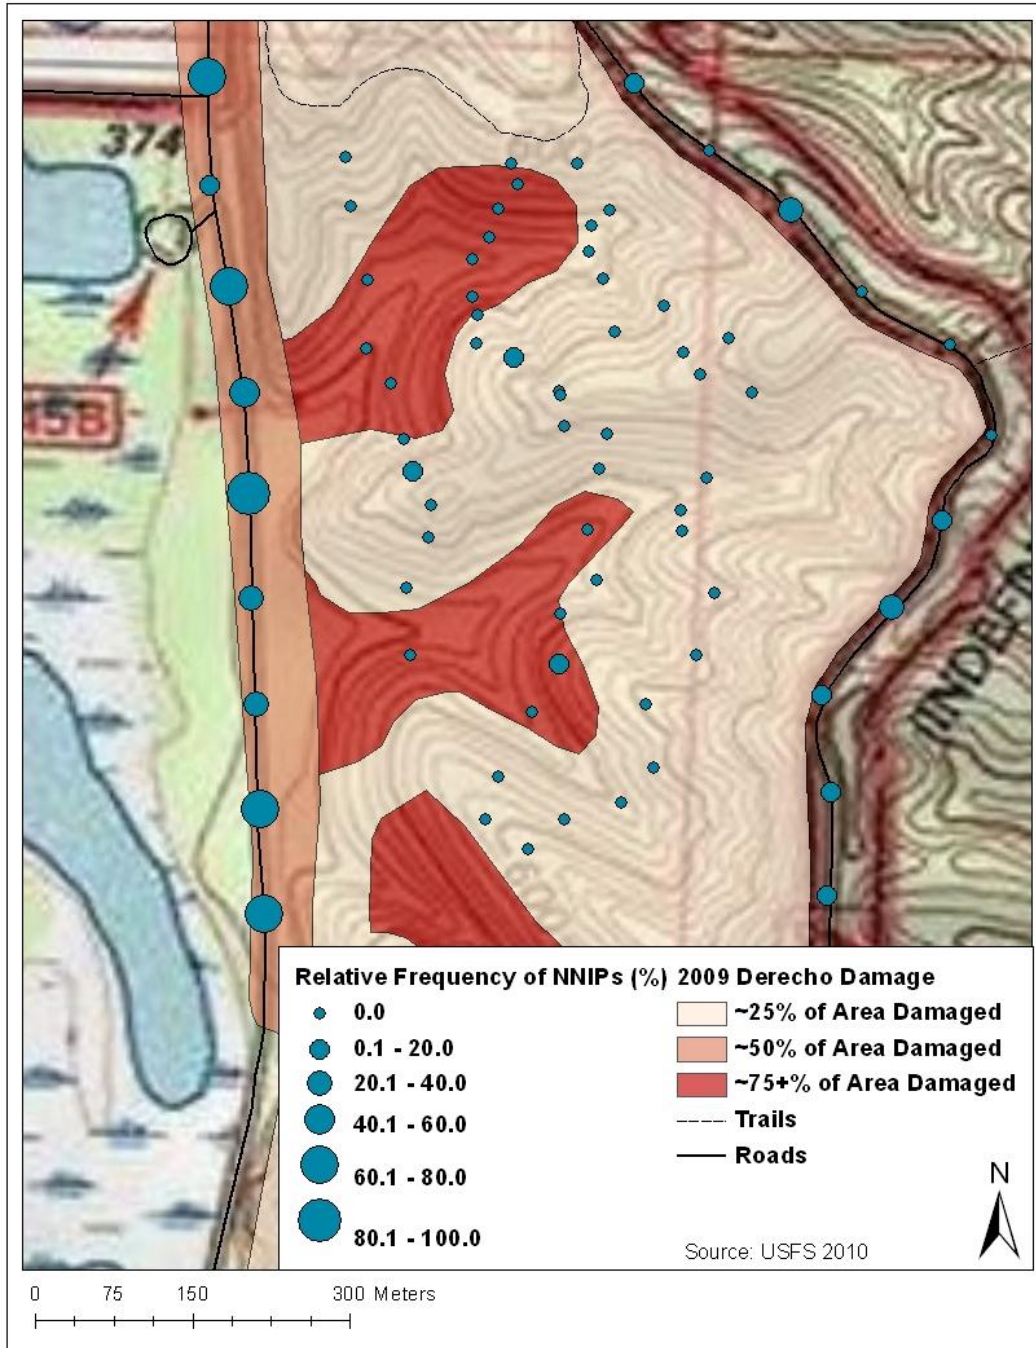 374
45B
INDEFIN
Relative Frequency of NNIPs (%)
0.0
0.1 - 20.0
20.1 - 40.0
40.1 - 60.0
60.1 - 80.0
80.1 - 100.0
2009 Derecho Damage
~25% of Area Damaged
~50% of Area Damaged
~75+% of Area Damaged
Trails
Roads
N
Source: USFS 2010
0 75 150 300 Meters